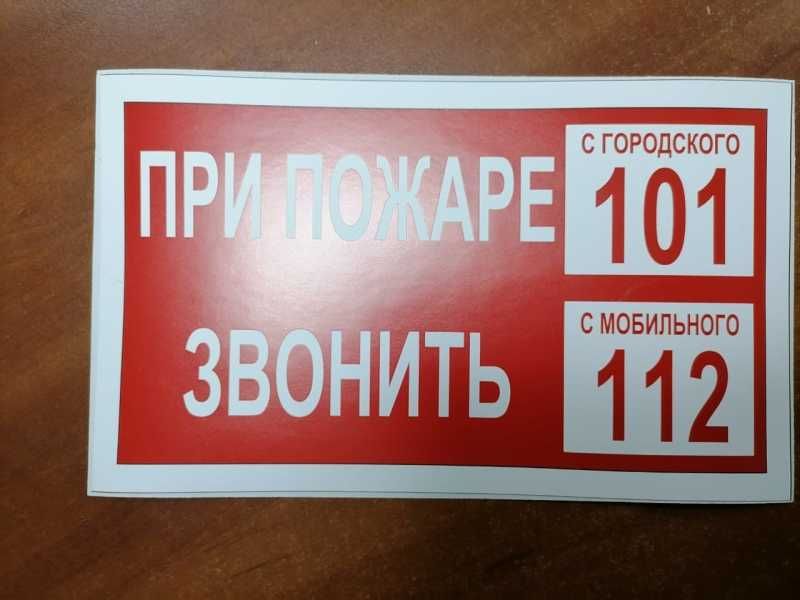 ПРИ ПОЖАРЕ
ЗВОНИТЬ
С ГОРОДСКОГО
101
С МОБИЛЬНОГО
112